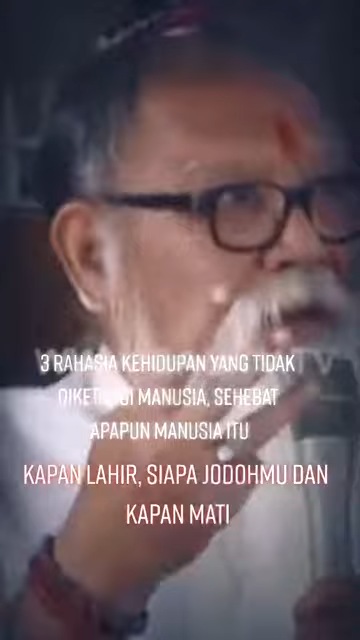 3 RAHASIA KEHIDUPAN YANG TIDAK
MANUSIA, SEHEBAT
APAPUN MANUSIA ITU
KAPAN LAHIR, SIAPA JODOHMU DAN
KAPAN MATI